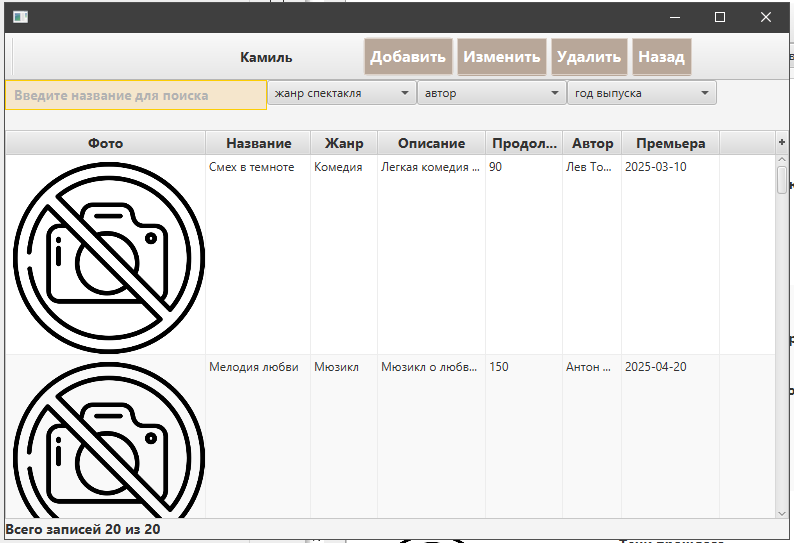 Камиль Добавить Изменить Удалить Назад
Введите название для поиска жанр спектакля автор год выпуска
Фото Название Жанр Описание Продол... Автор Премьера +
Смех в темноте Комедия Легкая комедия ... 90 Лев То... 2025-03-10
Мелодия любви Мюзикл Мюзикл о любв... 150 Антон ... 2025-04-20
Всего записей 20 из 20